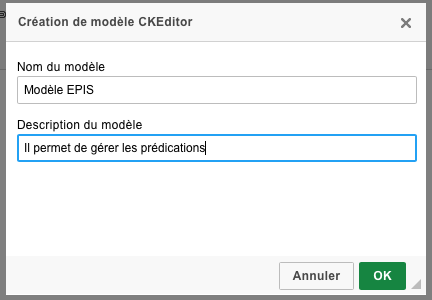 Création de modèle CKEditor
Nom du modèle
Modèle EPIS
Description du modèle
Il permet de gérer les prédications
Annuler
OK